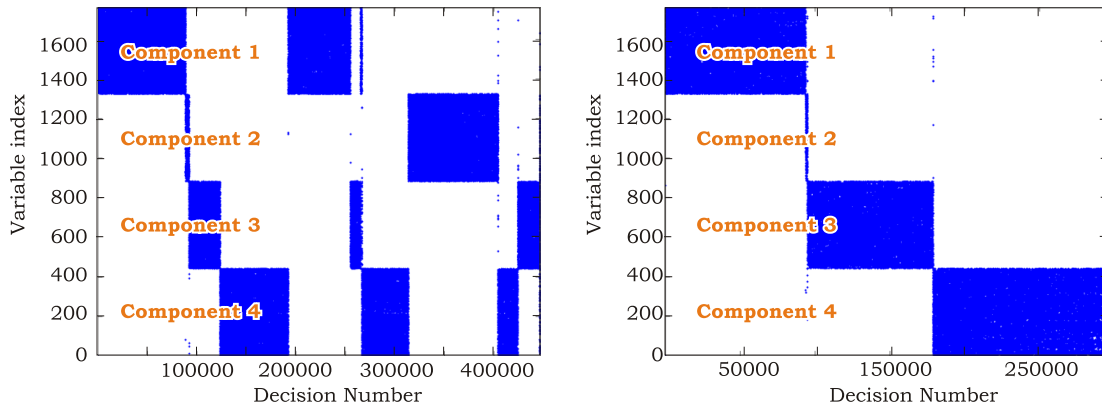 Variable index
1600
1400
1200
1000
800
600
400
200
0
Component 1
Component 2
Component 3
Component 4
100000 200000 300000 400000
Decision Number
Variable index
1600
1400
1200
1000
800
600
400
200
0
Component 1
Component 2
Component 3
Component 4
50000 150000 250000
Decision Number